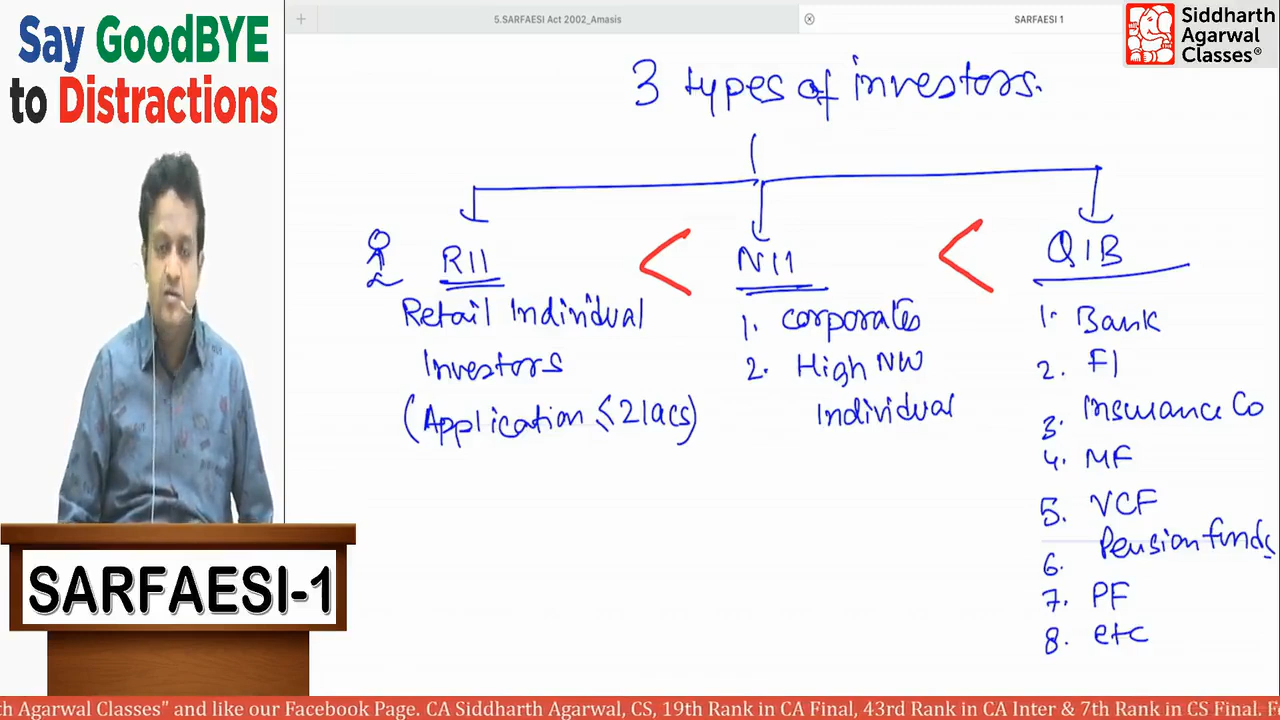 Say GoodBYE
to Distractions
5.SARFAESI Act 2002_Amasis
SARFAESI 1
Siddharth
Agarwal
Classes®
3 types of investors.
RII
Retail Individual
Investors
(Application ≤ 2 lacs)
<
NII
1. Corporates
2. High NW
Individual
<
QIB
1. Bank
2. FI
3. Insurance Co
4. MF
5. VCF
6. Pension funds
7. PF
8. etc
SARFAESI-1
th Agarwal Classes" and like our Facebook Page. CA Siddharth Agarwal, CS, 19th Rank in CA Final, 43rd Rank in CA Inter & 7th Rank in CS Final. Fo